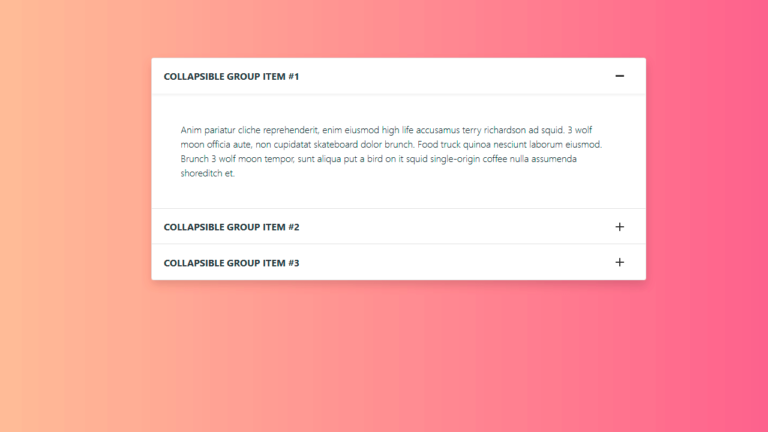 COLLAPSIBLE GROUP ITEM #1
Anim pariatur cliche reprehenderit, enim eiusmod high life accusamus terry richardson ad squid. 3 wolf
moon officia aute, non cupidatat skateboard dolor brunch. Food truck quinoa nesciunt laborum eiusmod.
Brunch 3 wolf moon tempor, sunt aliqua put a bird on it squid single-origin coffee nulla assumenda
shoreditch et.
COLLAPSIBLE GROUP ITEM #2
COLLAPSIBLE GROUP ITEM #3